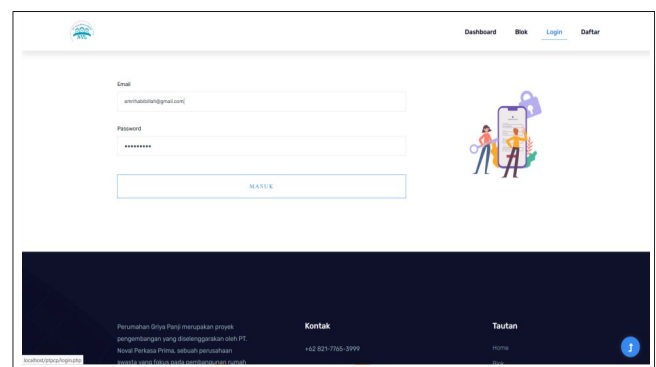 Dashboard Blok Login Daftar
Email
amrihabibilah@gmail.com
Password
MASUK
Perumahan Griya Panji merupakan proyek
pengembangan yang diselenggarakan oleh PT.
Noval Perkasa Prima, sebuah perusahaan
swasta yang fokus pada pembangunan rumah
Kontak
+62 821-7765-3999
Tautan
Home
Blok
localhost/ptpcp/login.php